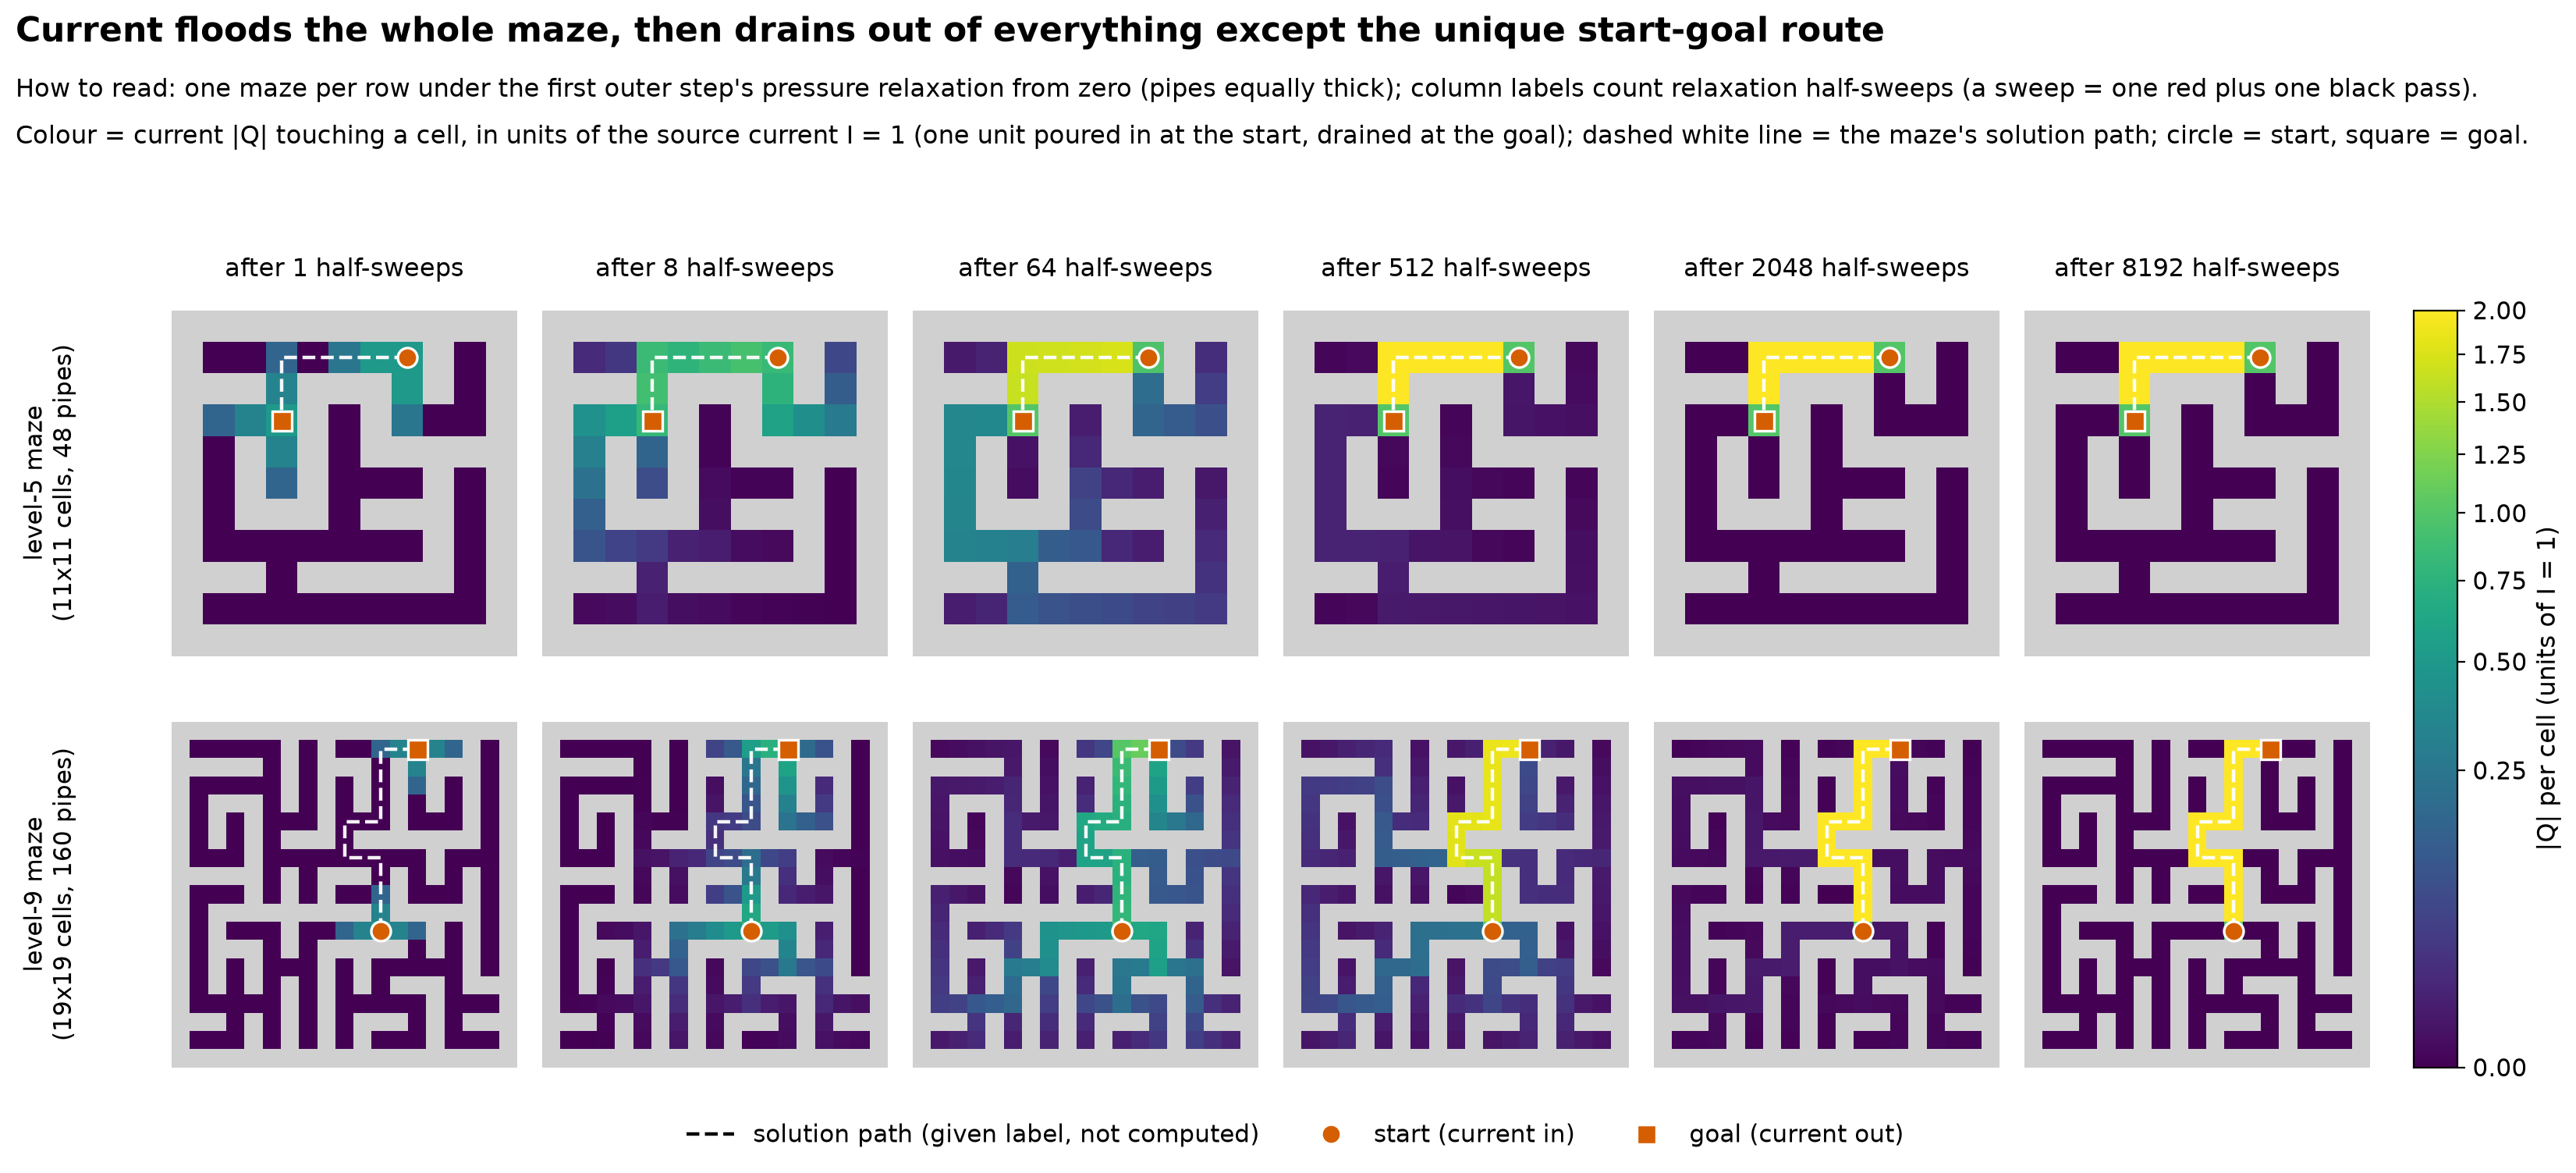 Current floods the whole maze, then drains out of everything except the unique start-goal route
How to read: one maze per row under the first outer step's pressure relaxation from zero (pipes equally thick); column labels count relaxation half-sweeps (a sweep = one red plus one black pass).
Colour = current |Q| touching a cell, in units of the source current I = 1 (one unit poured in at the start, drained at the goal); dashed white line = the maze's solution path; circle = start, square = goal.
after 1 half-sweeps
after 8 half-sweeps
after 64 half-sweeps
after 512 half-sweeps
after 2048 half-sweeps
after 8192 half-sweeps
level-5 maze
(11x11 cells, 48 pipes)
level-9 maze
(19x19 cells, 160 pipes)
2.00
1.75
1.50
1.25
1.00
0.75
0.50
0.25
0.00
|Q| per cell (units of I = 1)
solution path (given label, not computed)
start (current in)
goal (current out)